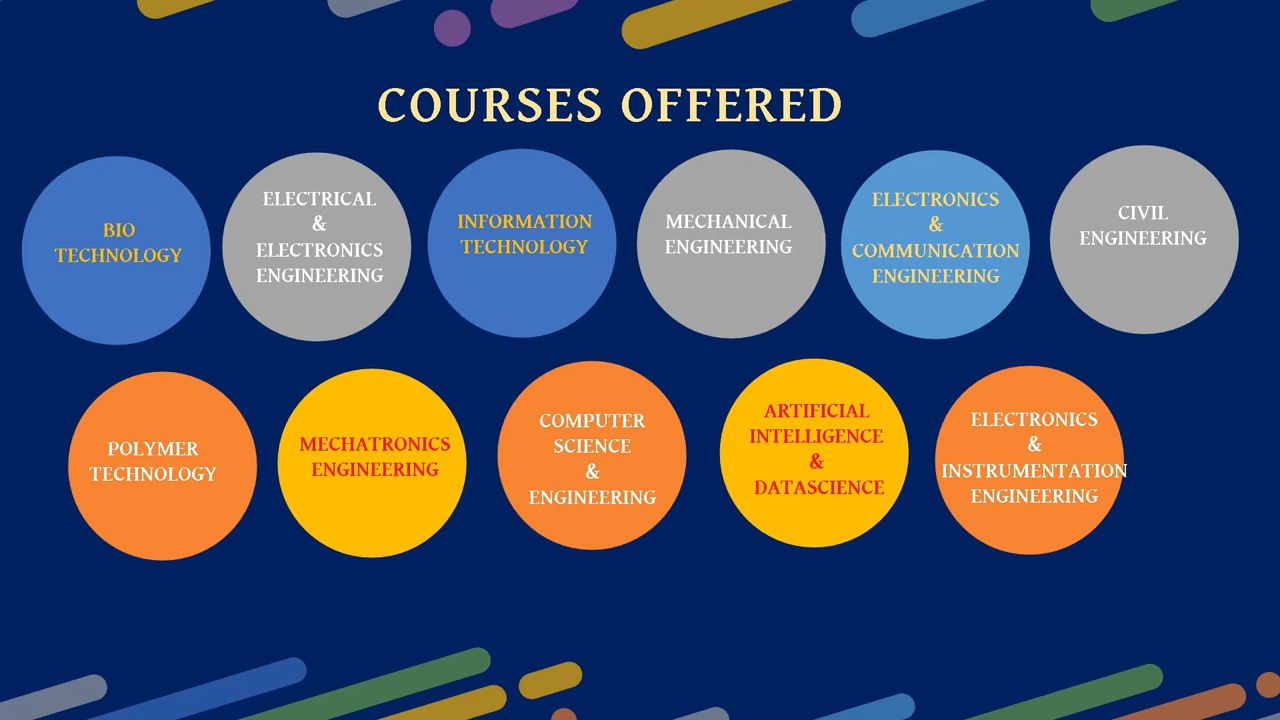 COURSES OFFERED
BIO
TECHNOLOGY
ELECTRICAL
&
ELECTRONICS
ENGINEERING
INFORMATION
TECHNOLOGY
MECHANICAL
ENGINEERING
ELECTRONICS
&
COMMUNICATION
ENGINEERING
CIVIL
ENGINEERING
POLYMER
TECHNOLOGY
MECHATRONICS
ENGINEERING
COMPUTER
SCIENCE
&
ENGINEERING
ARTIFICIAL
INTELLIGENCE
&
DATASCIENCE
ELECTRONICS
&
INSTRUMENTATION
ENGINEERING